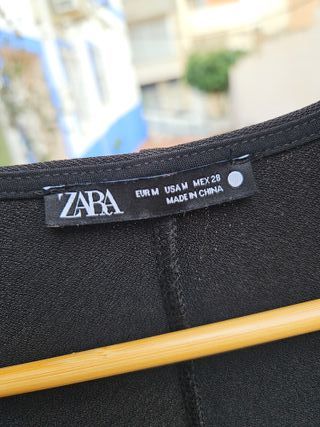 ZARA
EUR M USA M MEX 28
MADE IN CHINA